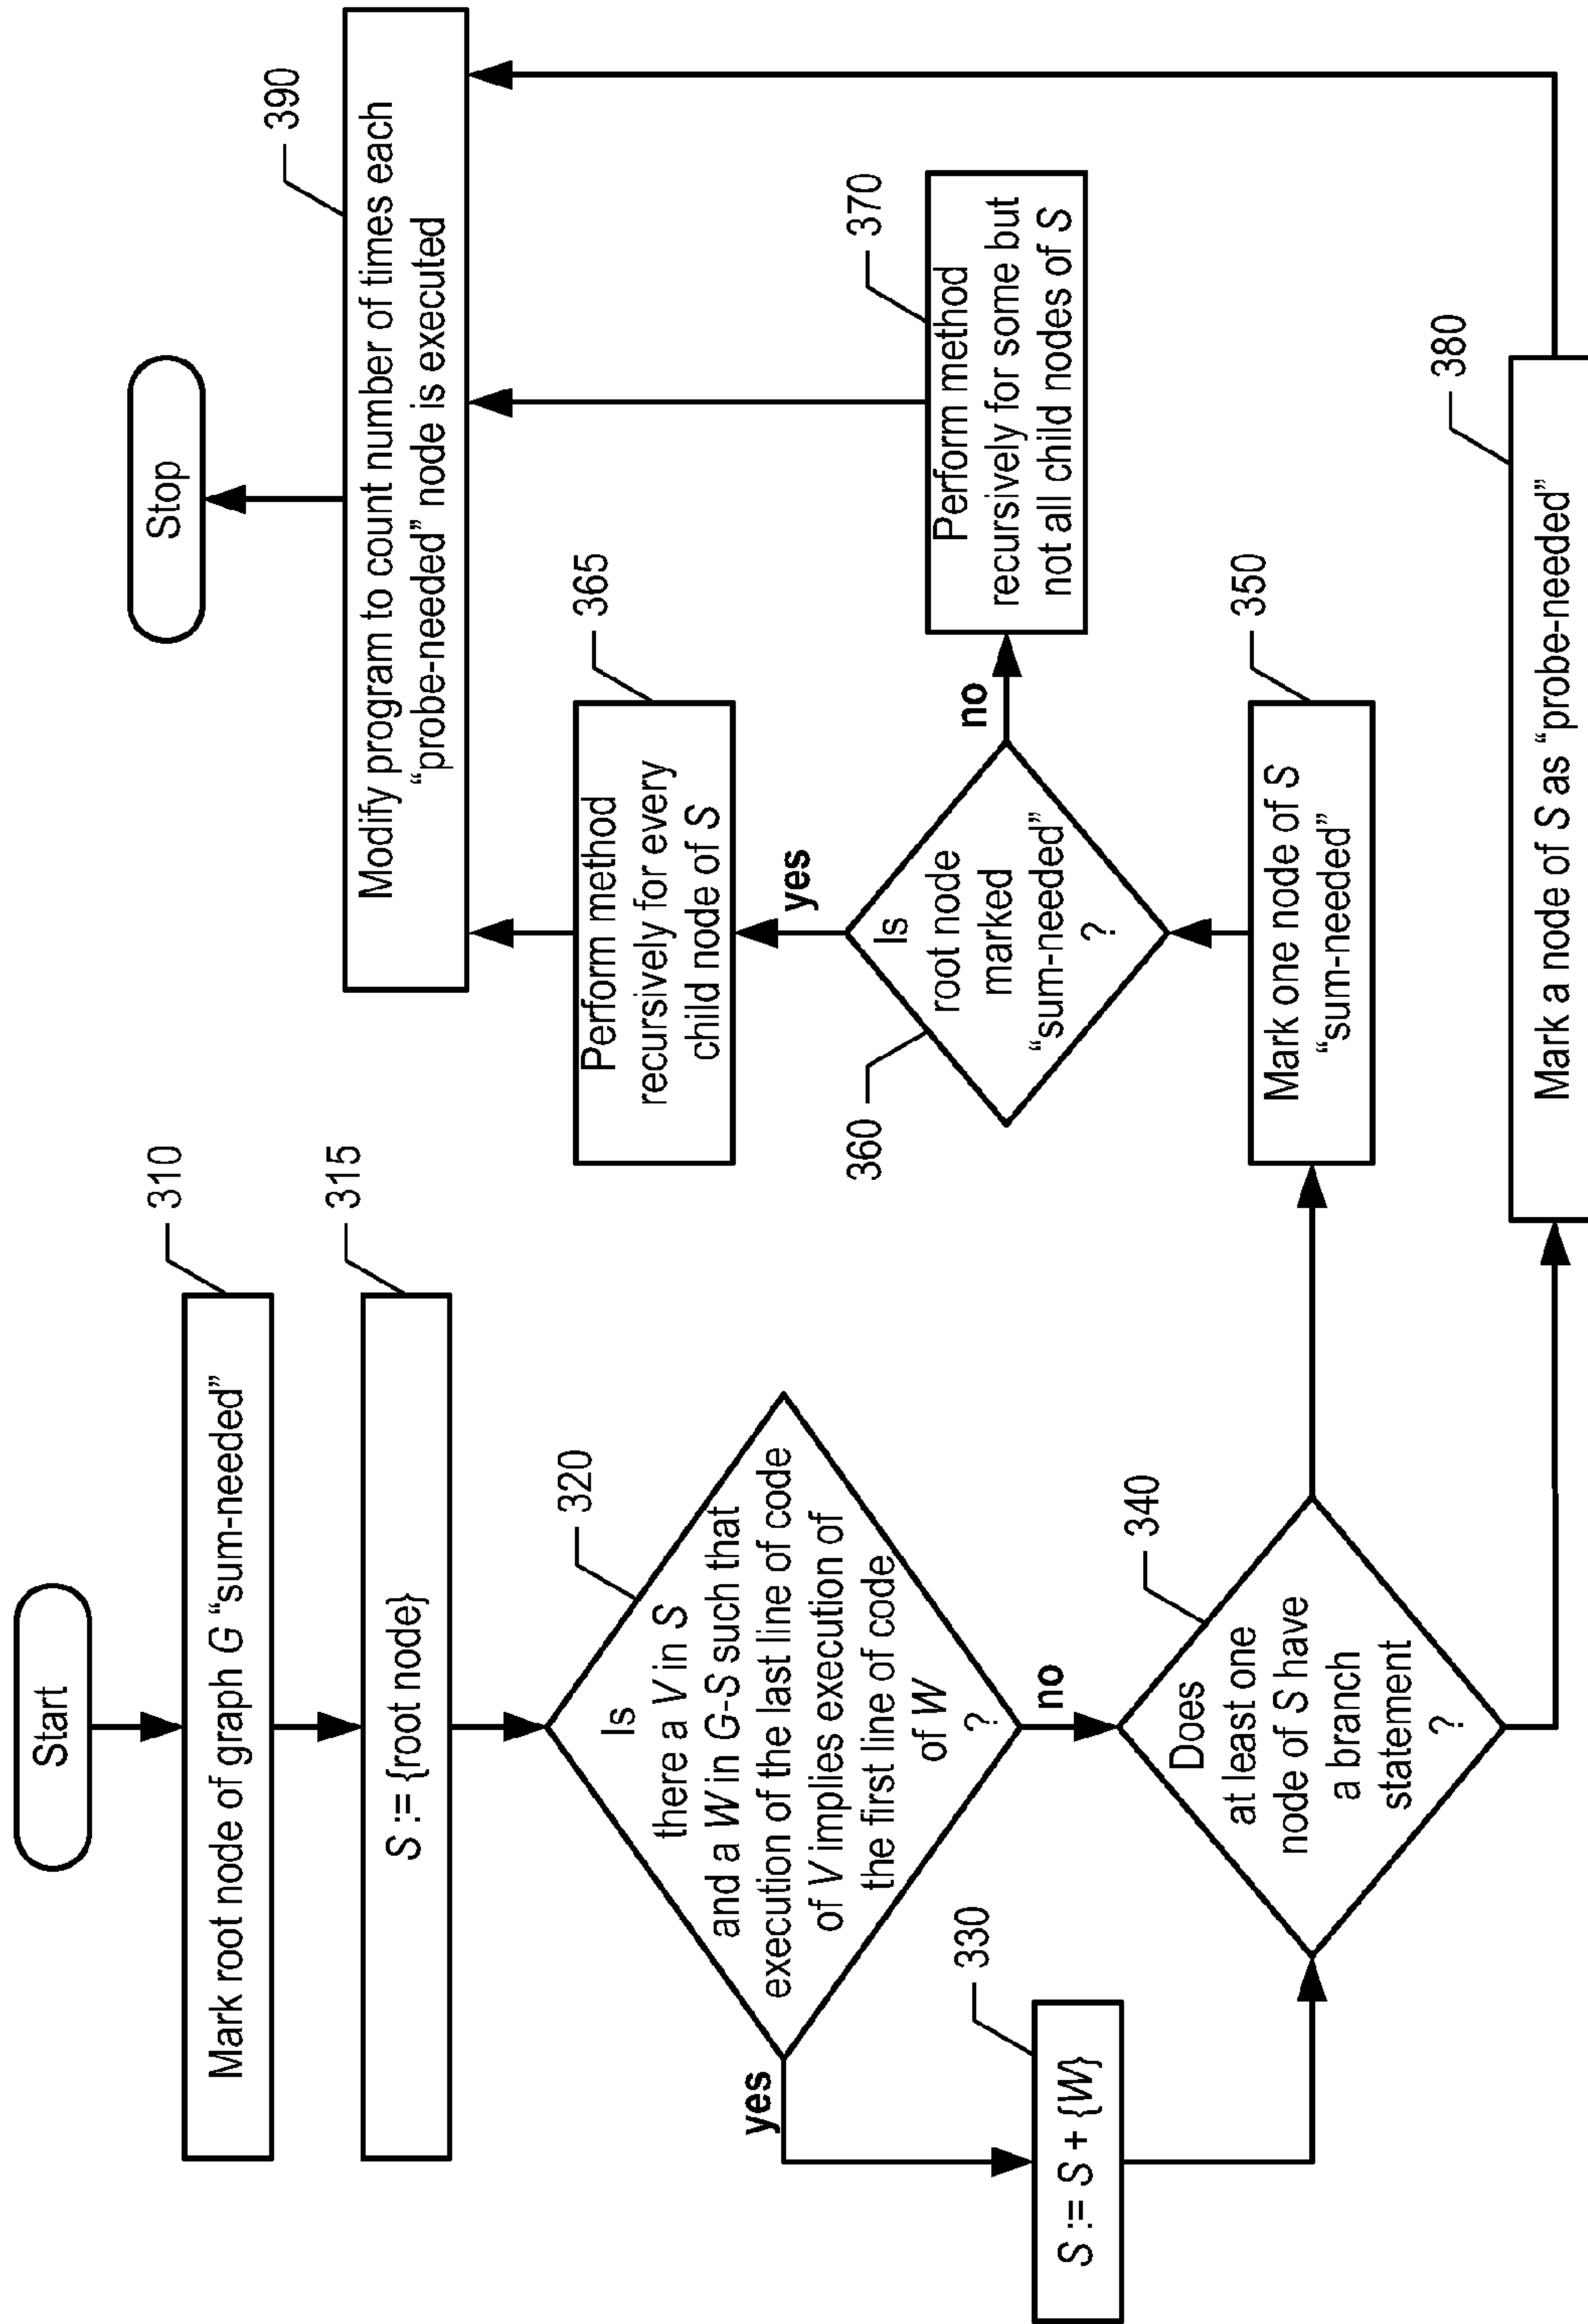 Start
310
Mark root node of graph G “sum-needed”
315
S := {root node}
320
Is
there a V in S
and a W in G-S such that
execution of the last line of code
of V implies execution of
the first line of code
of W
?
yes
no
330
S := S + {W}
340
Does
at least one
node of S have
a branch
statement
?
350
Mark one node of S
“sum-needed”
360
Is
root node
marked
“sum-needed”
?
yes
no
365
Perform method
recursively for every
child node of S
370
Perform method
recursively for some but
not all child nodes of S
380
Mark a node of S as “probe-needed”
390
Modify program to count number of times each
“probe-needed” node is executed
Stop